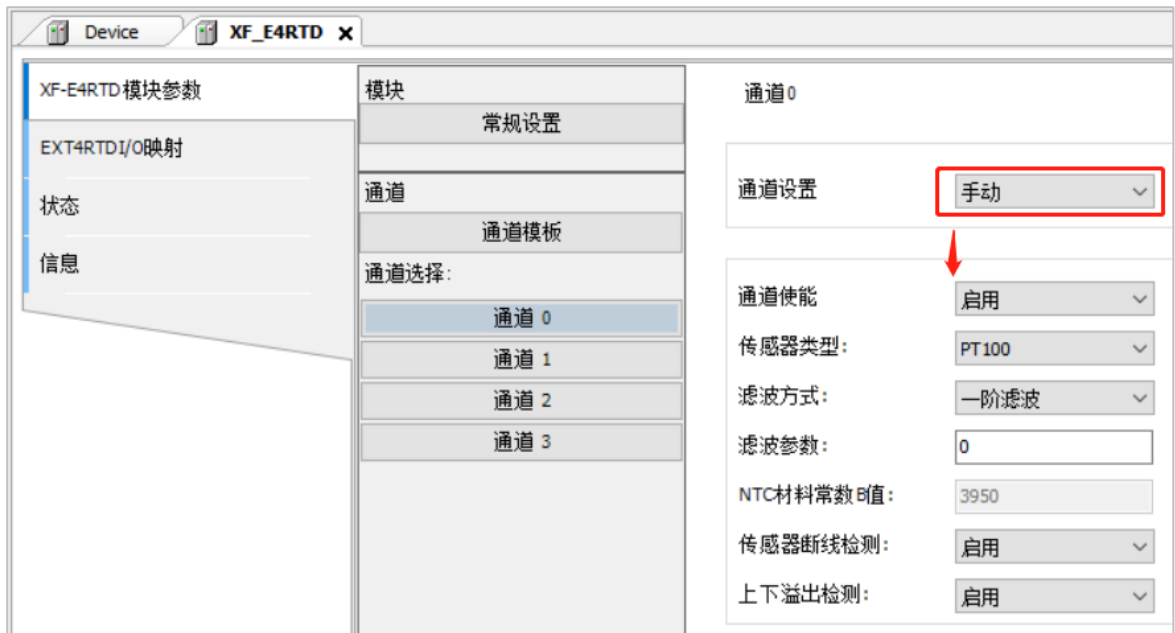 Device
XF_E4RTD
XF-E4RTD模块参数
EXT4RTDI/O映射
状态
信息
模块
常规设置
通道
通道模板
通道选择:
通道 0
通道 1
通道 2
通道 3
通道0
通道设置 手动
通道使能 启用
传感器类型: PT100
滤波方式: 一阶滤波
滤波参数: 0
NTC材料常数B值: 3950
传感器断线检测: 启用
上下溢出检测: 启用